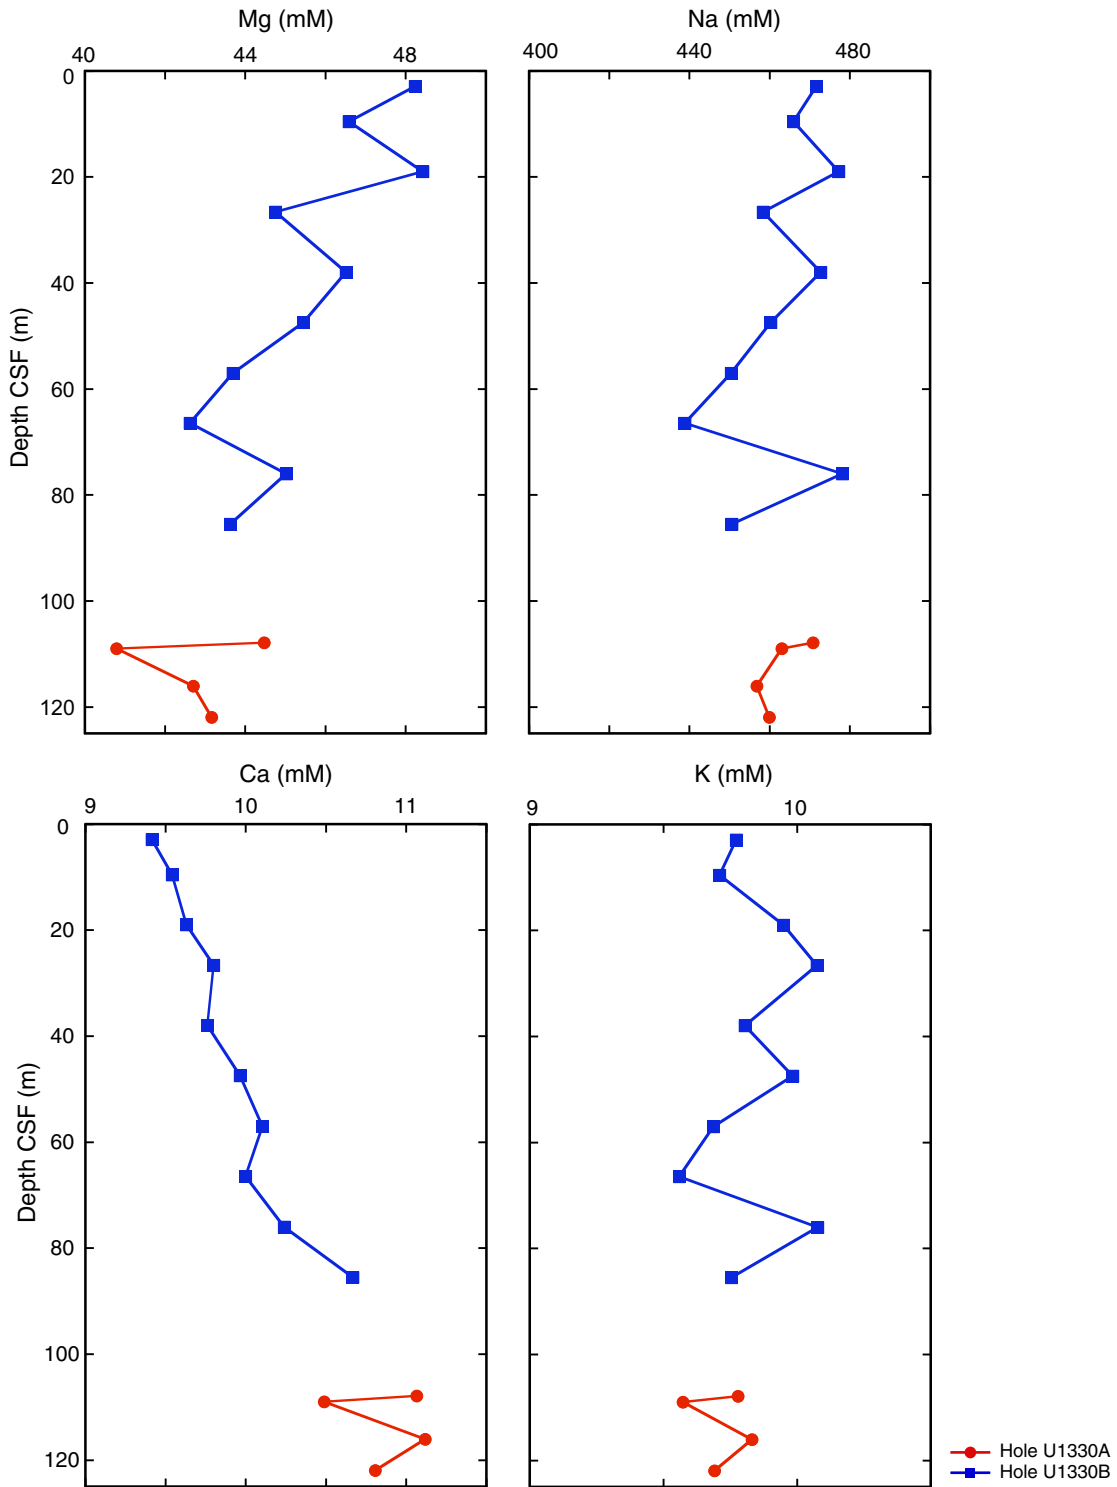 Mg (mM)
Na (mM)
40 44 48
400 440 480
0
20
40
60
80
100
120
Depth CSF (m)
Ca (mM)
K (mM)
9 10 11
9 10
0
20
40
60
80
100
120
Depth CSF (m)
Hole U1330A
Hole U1330B